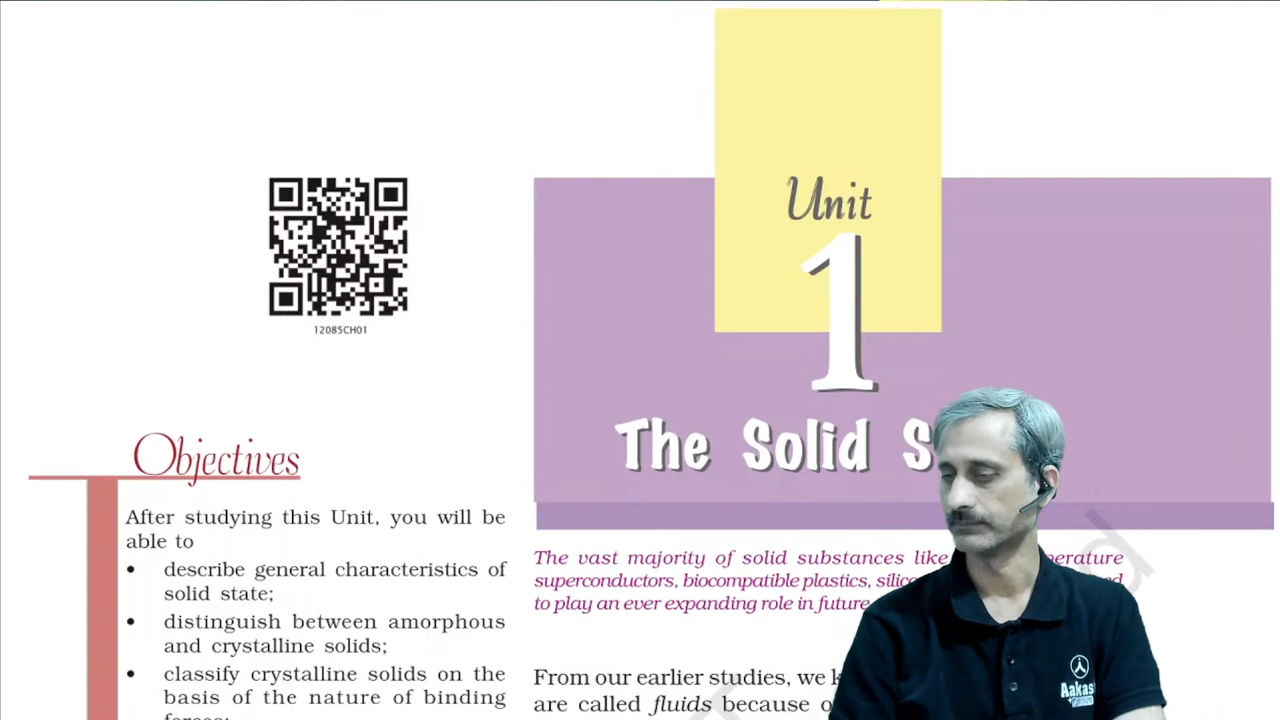 12085CH01
Unit
1
The Solid S
Objectives
After studying this Unit, you will be
able to
• describe general characteristics of
solid state;
• distinguish between amorphous
and crystalline solids;
• classify crystalline solids on the
basis of the nature of binding
forces;
The vast majority of solid substances like
superconductors, biocompatible plastics,
to play an ever expanding role in future
From our earlier studies, we
are called fluids because
Aakash